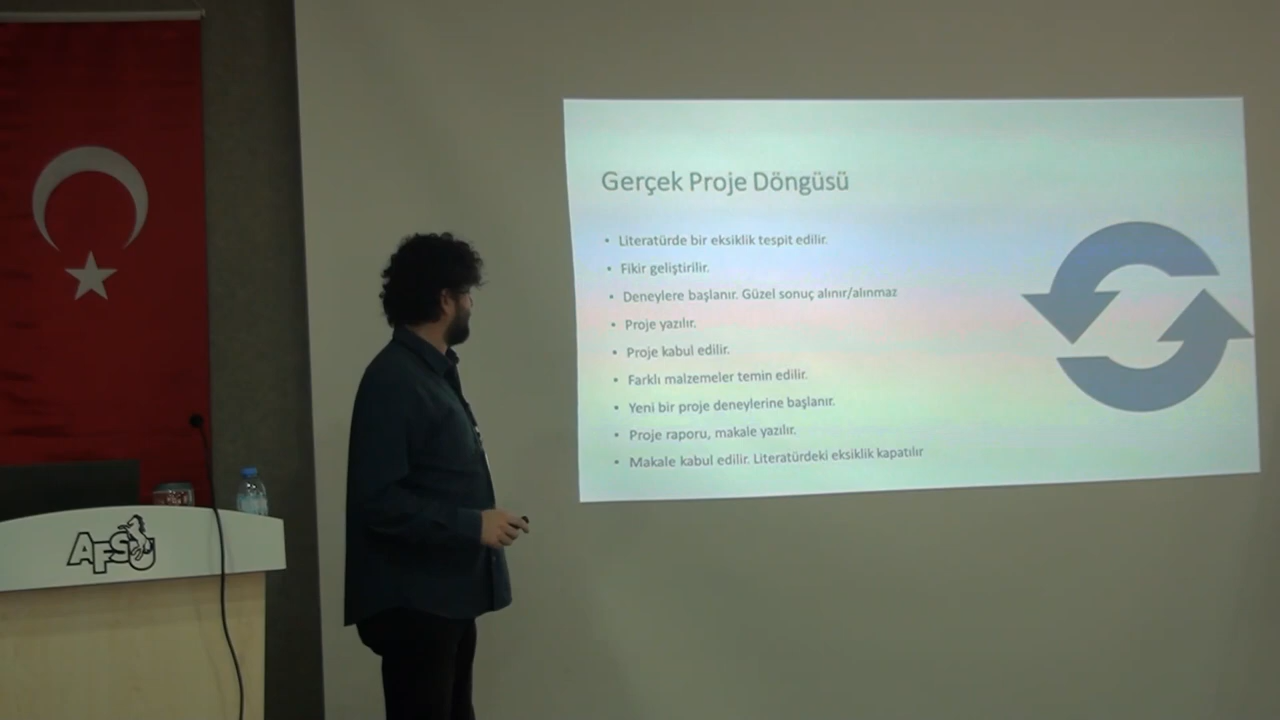 Gerçek Proje Döngüsü
• Literatürde bir eksiklik tespit edilir.
• Fikir geliştirilir.
• Deneylere başlanır. Güzel sonuç alınır/alınmaz
• Proje yazılır.
• Proje kabul edilir.
• Farklı malzemeler temin edilir.
• Yeni bir proje deneylerine başlanır.
• Proje raporu, makale yazılır.
• Makale kabul edilir. Literatürdeki eksiklik kapatılır
AFSU